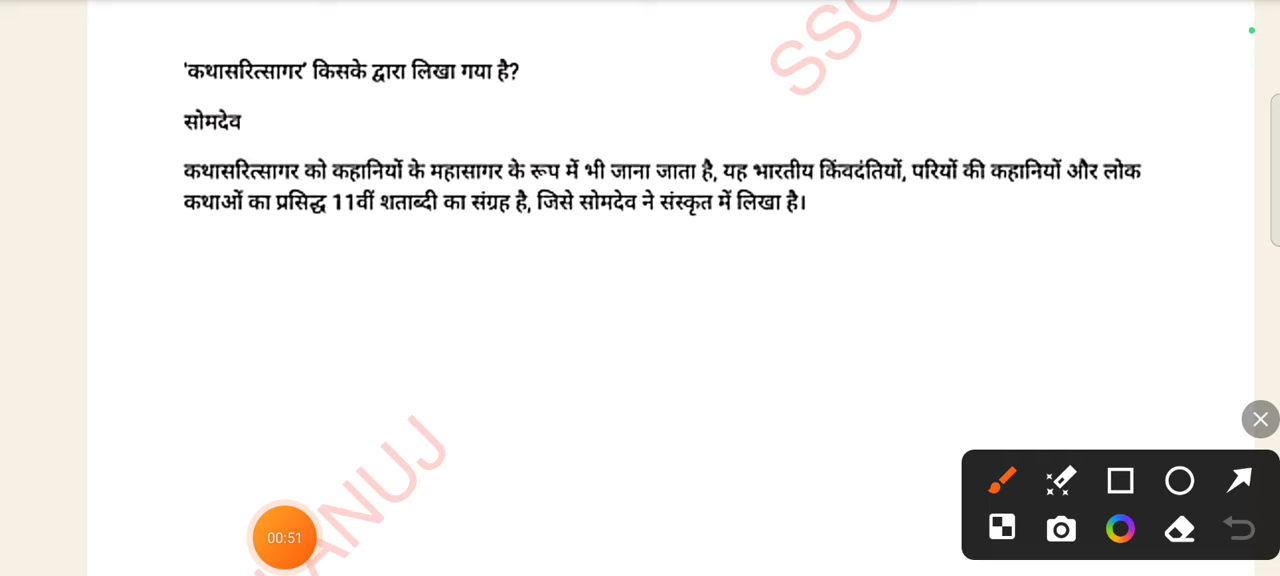 SSC
'कथासरित्सागर' किसके द्वारा लिखा गया है?
सोमदेव
कथासरित्सागर को कहानियों के महासागर के रूप में भी जाना जाता है, यह भारतीय किंवदंतियों, परियों की कहानियों और लोक
कथाओं का प्रसिद्ध 11वीं शताब्दी का संग्रह है, जिसे सोमदेव ने संस्कृत में लिखा है।
ANUJ
00:51